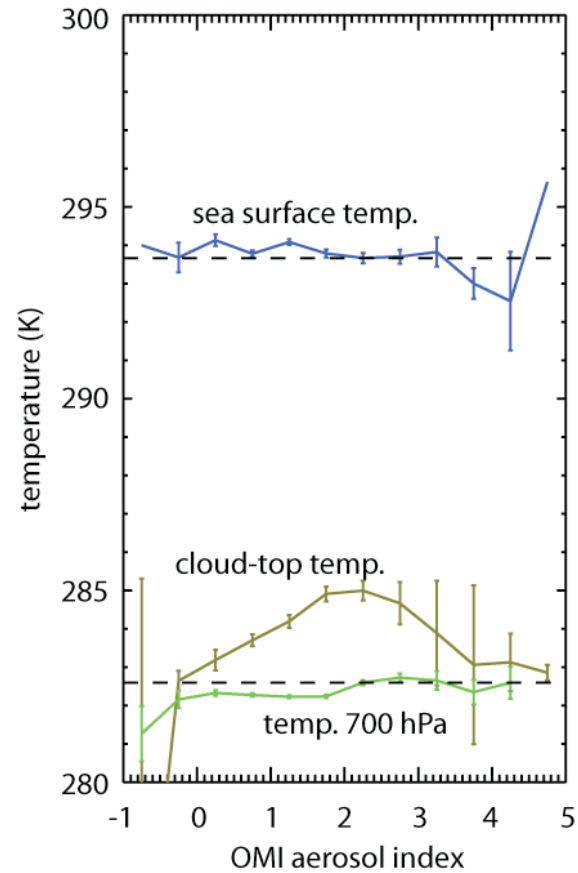 300
295
sea surface temp.
temperature (K)
290
cloud-top temp.
285
temp. 700 hPa
280
-1 0 1 2 3 4 5
OMI aerosol index